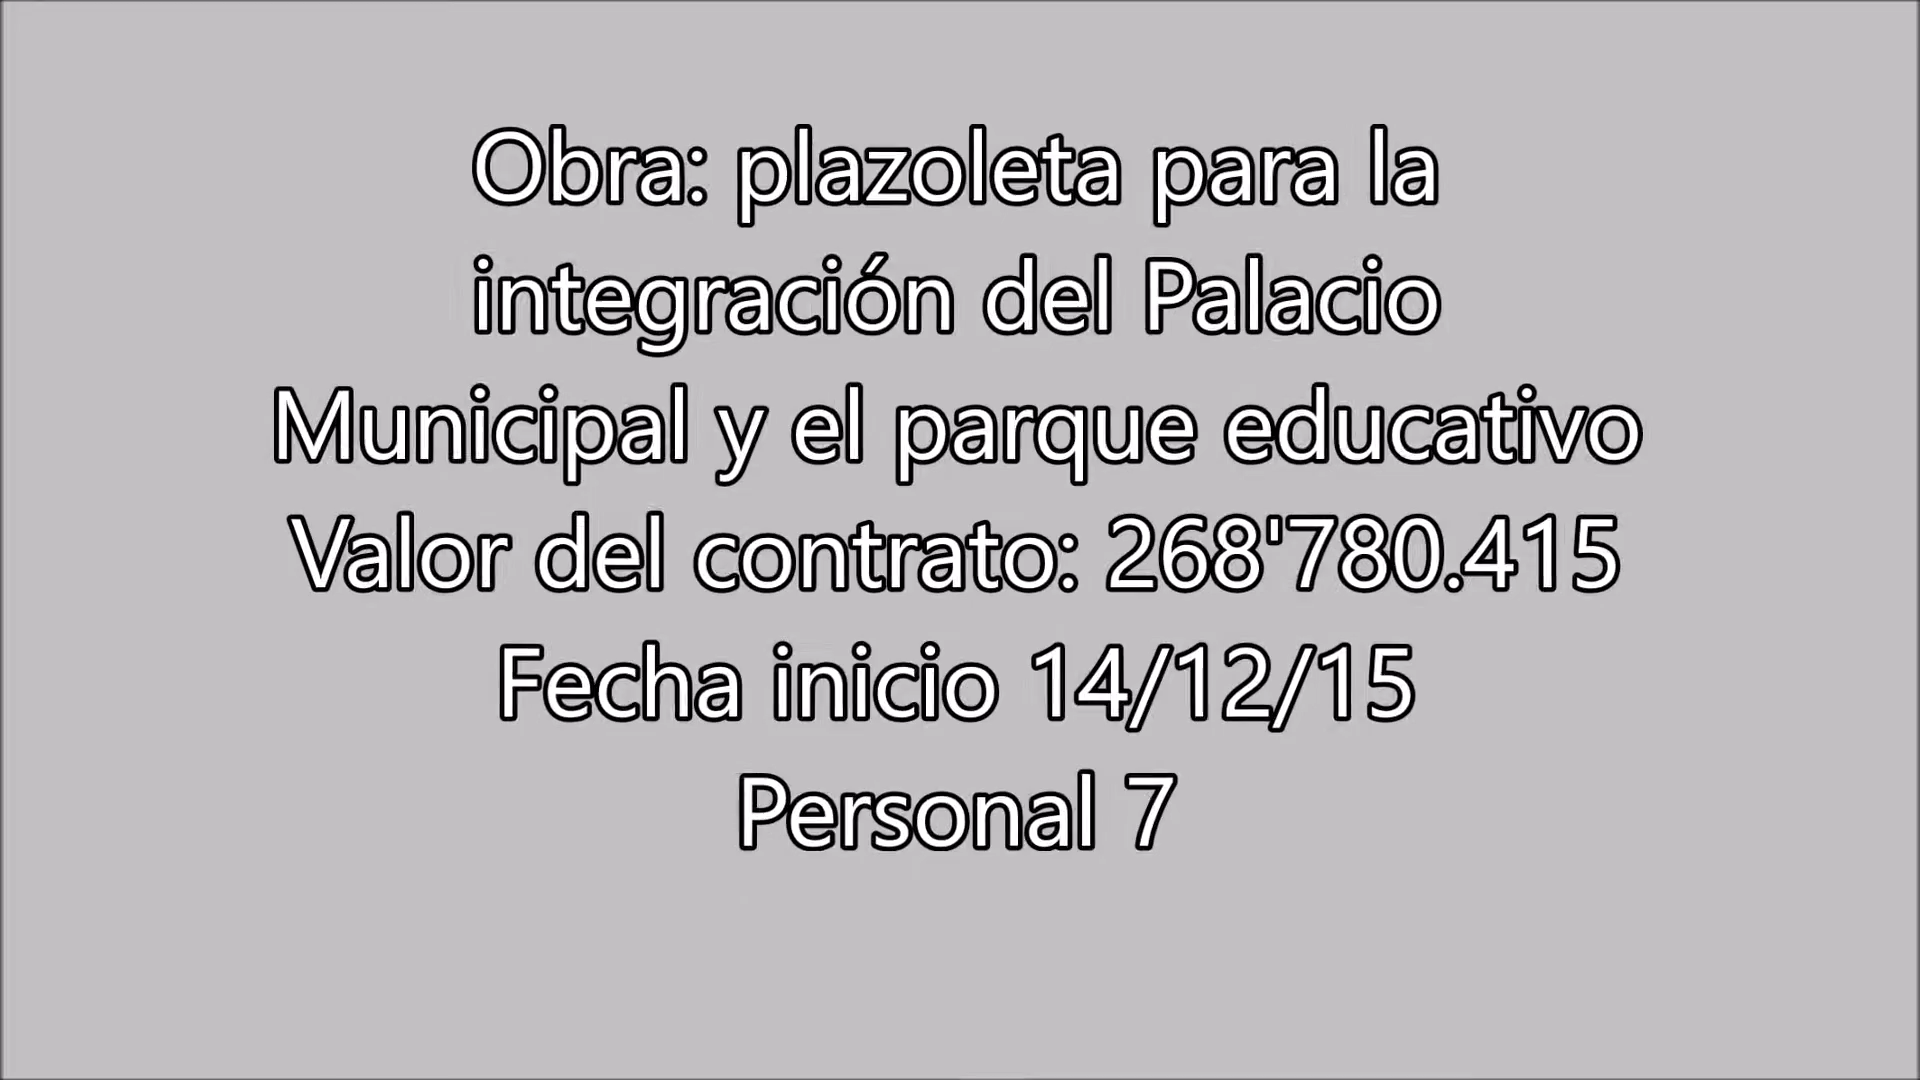 Obra: plazoleta para la
integración del Palacio
Municipal y el parque educativo
Valor del contrato: 268'780.415
Fecha inicio 14/12/15
Personal 7